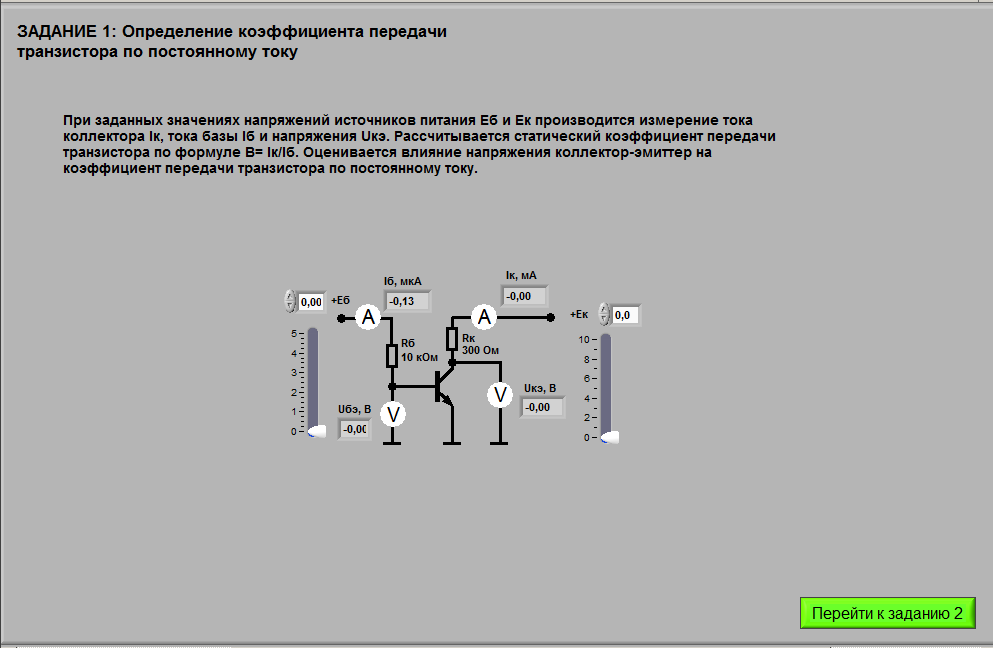 ЗАДАНИЕ 1: Определение коэффициента передачи
транзистора по постоянному току
При заданных значениях напряжений источников питания Еб и Ек производится измерение тока
коллектора Iк, тока базы Iб и напряжения Uкэ. Рассчитывается статический коэффициент передачи
транзистора по формуле В= Iк/Iб. Оценивается влияние напряжения коллектор-эмиттер на
коэффициент передачи транзистора по постоянному току.
Iб, мкА
Iк, мА
0,00
+Еб
-0,13
-0,00
A
A
+Ек
0,0
5
4
3
2
1
0
Rб
10 кОм
Rк
300 Ом
10
8
6
4
2
0
Uбэ, В
-0,00
V
V
Uкэ, В
-0,00
Перейти к заданию 2